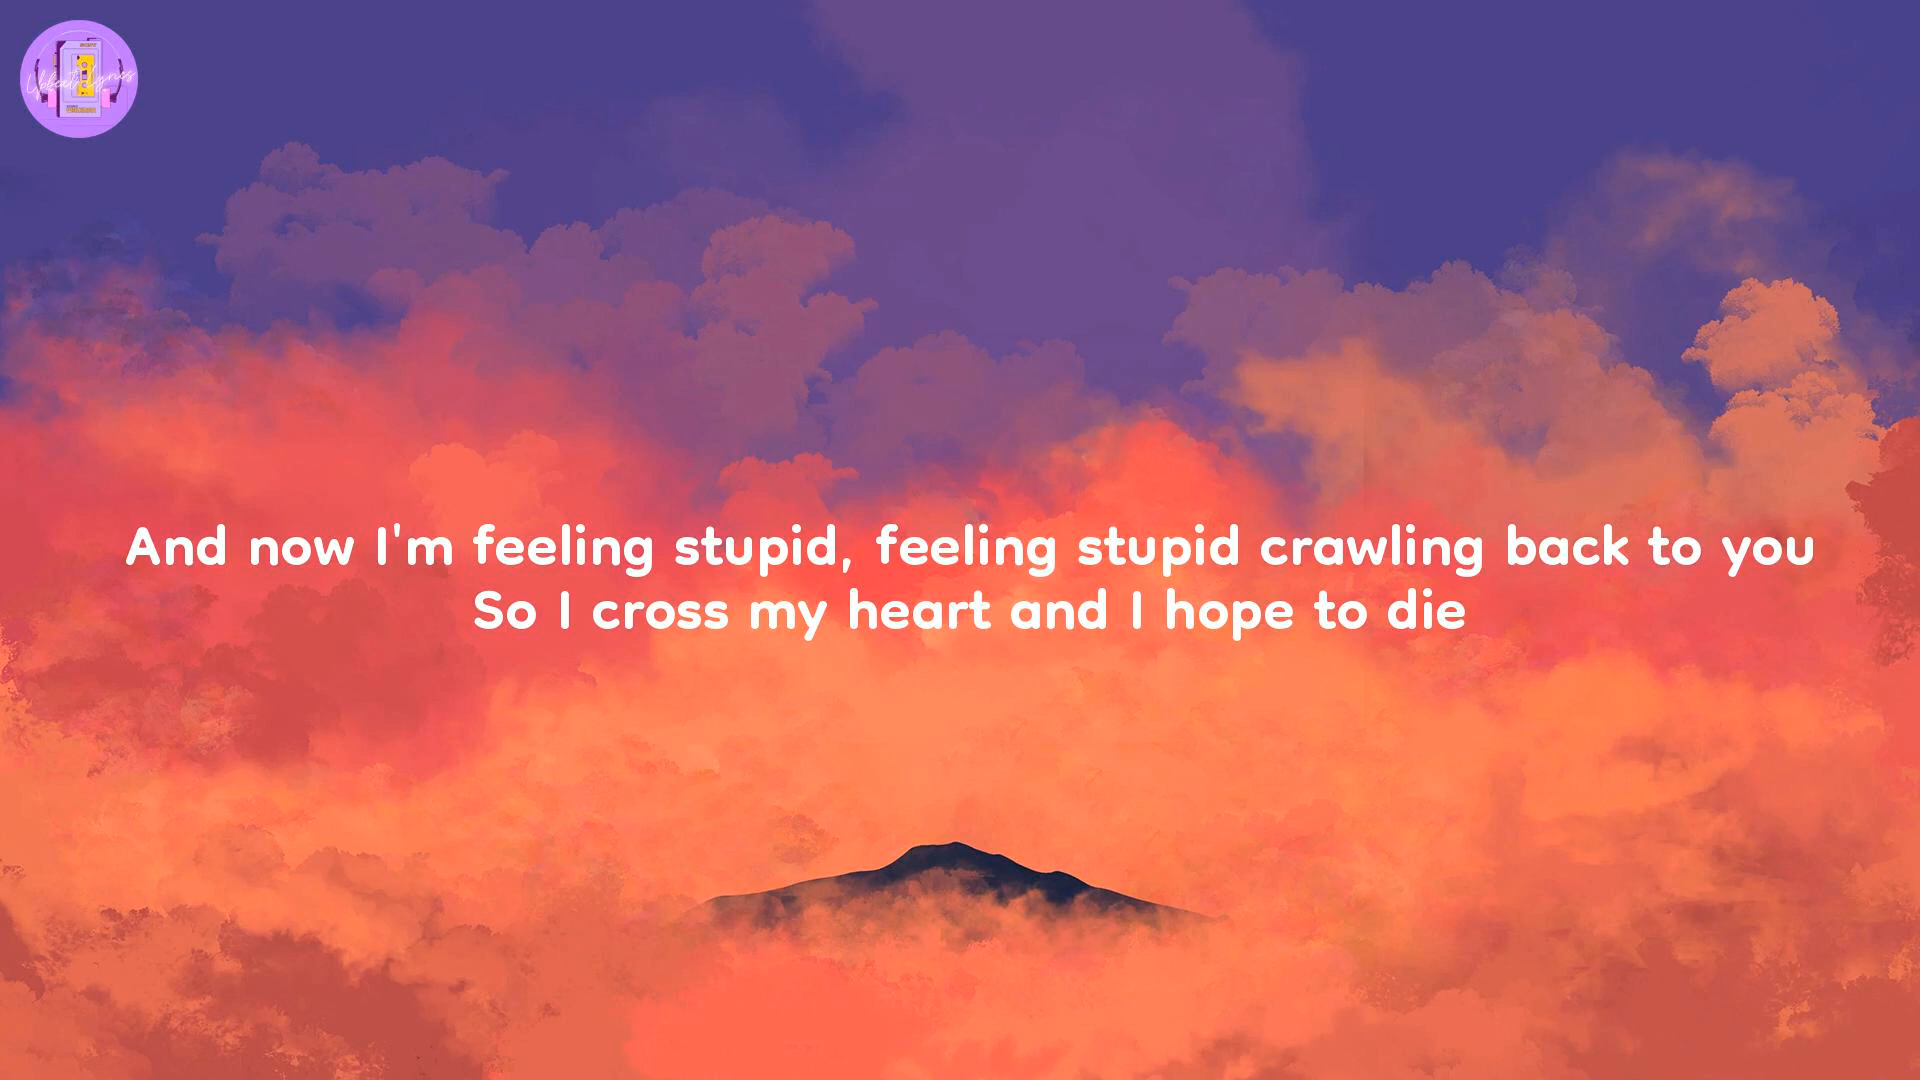 And now I'm feeling stupid, feeling stupid crawling back to you
So I cross my heart and I hope to die